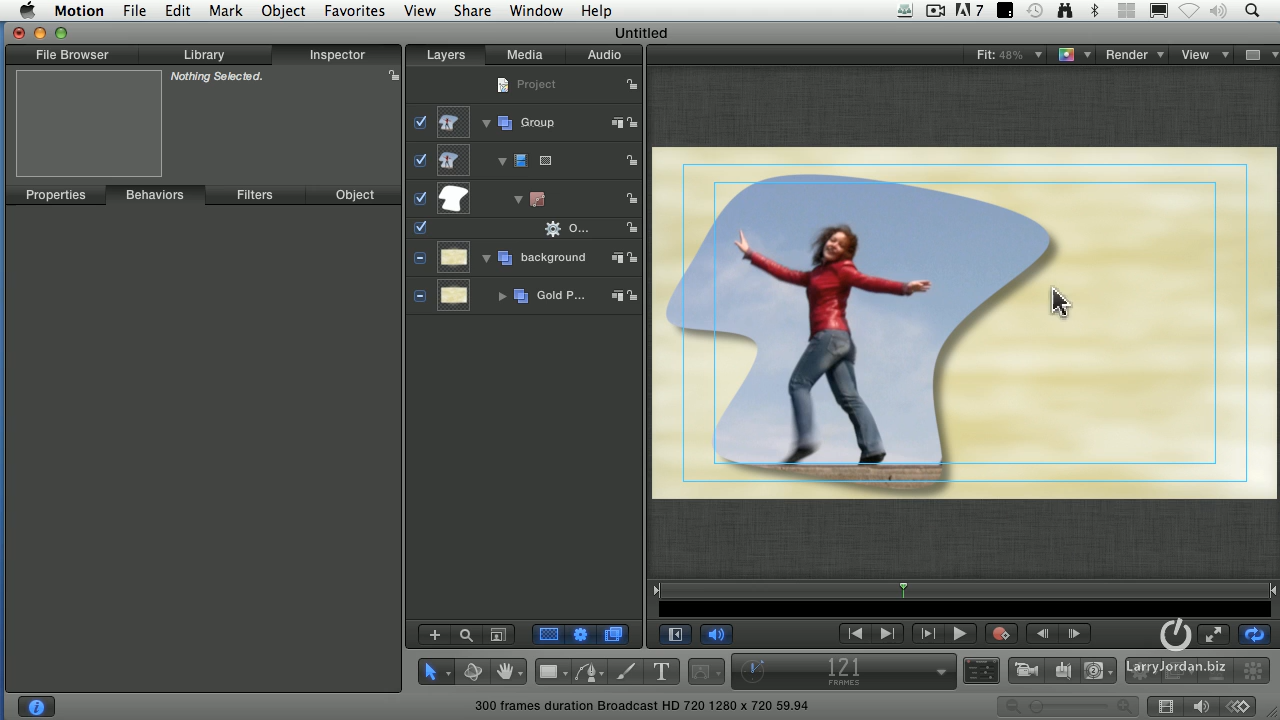 Motion File Edit Mark Object Favorites View Share Window Help 7
Untitled
File Browser Library Inspector
Nothing Selected.
Properties Behaviors Filters Object
Layers Media Audio
Project
Group
O...
background
Gold P...
Fit: 48% Render View
T
121
FRAMES
LarryJordan.biz
300 frames duration Broadcast HD 720 1280 x 720 59.94